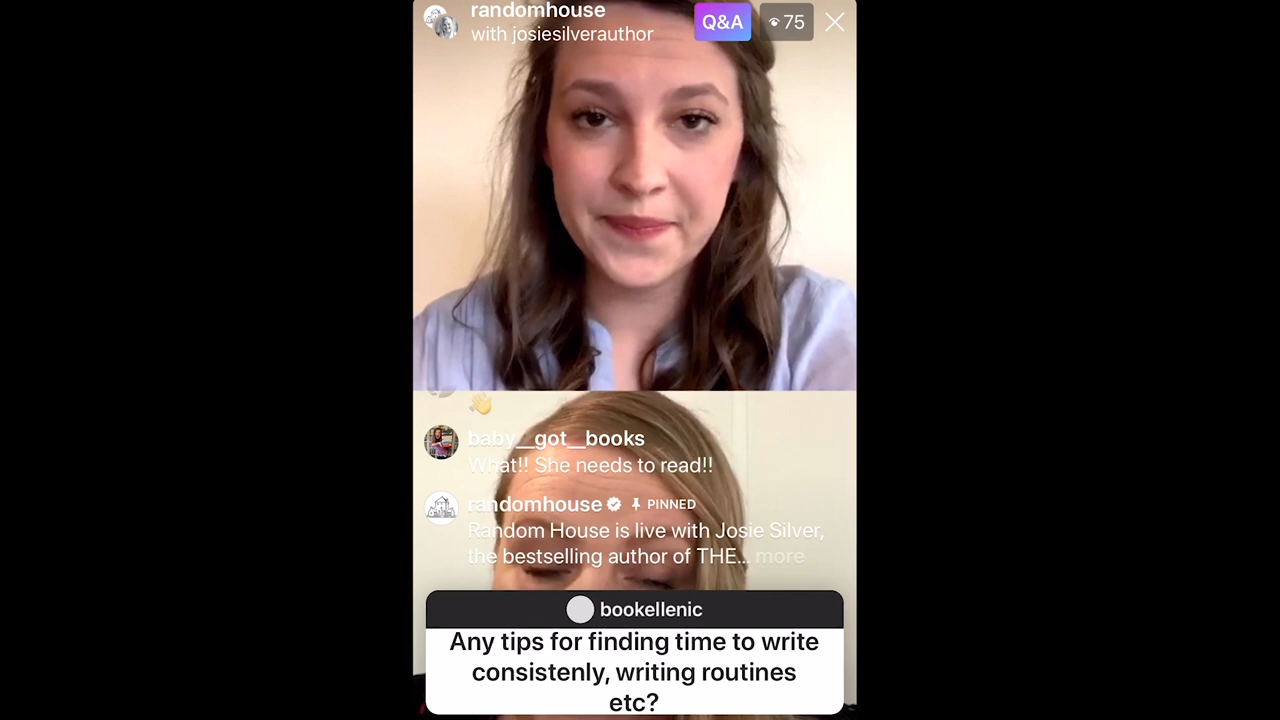 randomhouse
with josiesilverauthor
Q&A
75
baby__got__books
What!! She needs to read!!
randomhouse PINNED
Random House is live with Josie Silver,
the bestselling author of THE... more
bookellenic
Any tips for finding time to write
consistenly, writing routines
etc?